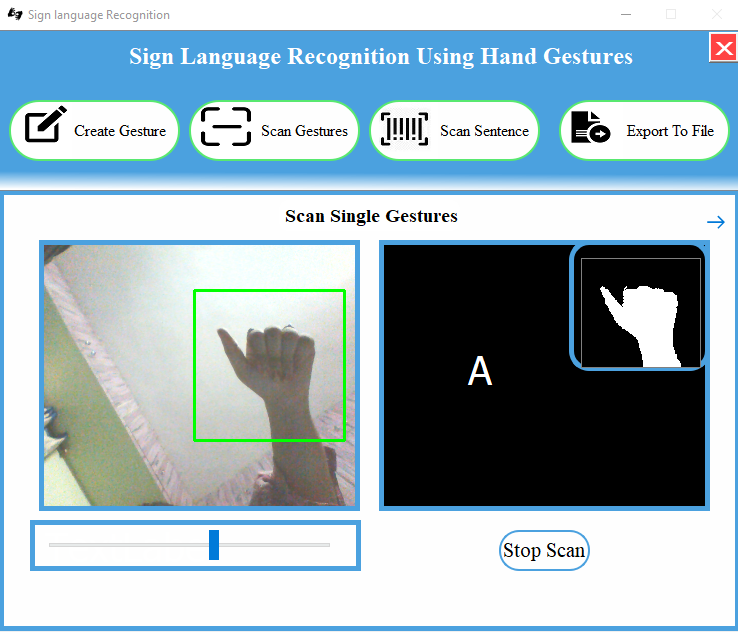 Sign language Recognition
Sign Language Recognition Using Hand Gestures
Create Gesture
Scan Gestures
Scan Sentence
Export To File
Scan Single Gestures
A
Stop Scan